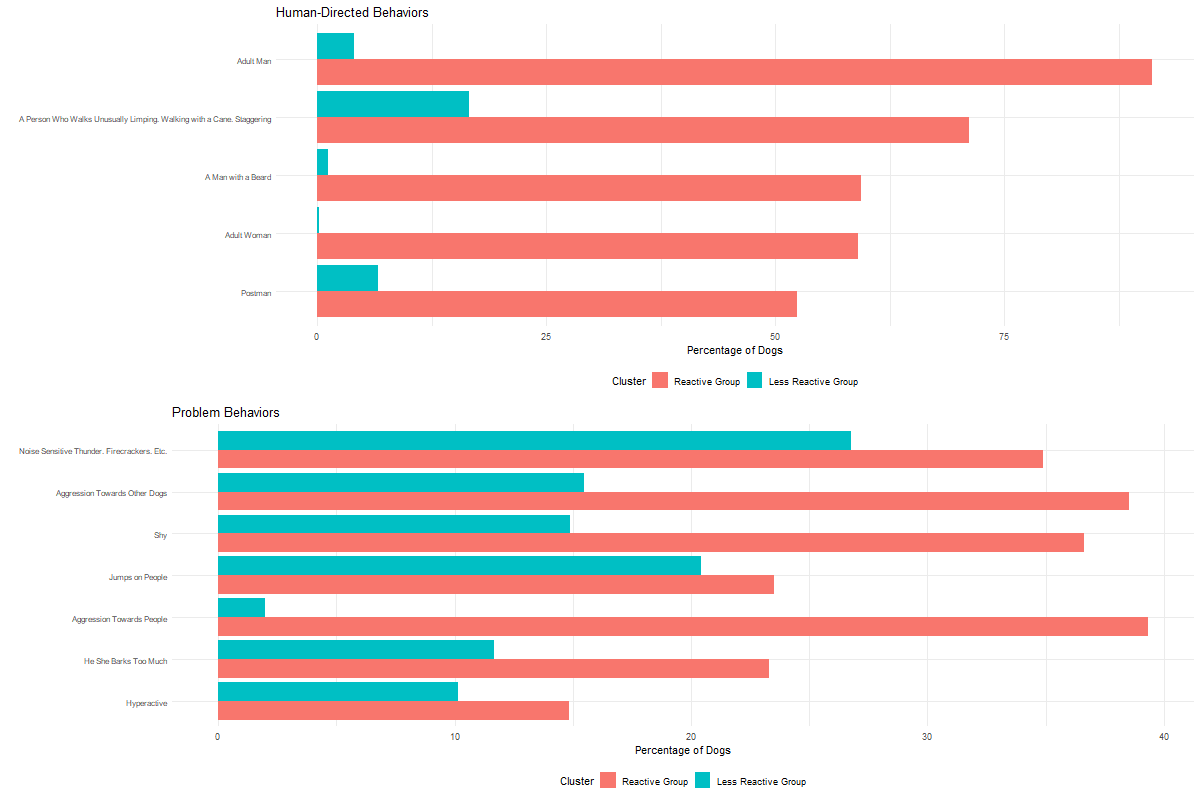 Human-Directed Behaviors
Adult Man
A Person Who Walks Unusually Limping. Walking with a Cane. Staggering
A Man with a Beard
Adult Woman
Postman
0 25 50 75
Percentage of Dogs
Cluster Reactive Group Less Reactive Group
Problem Behaviors
Noise Sensitive Thunder. Firecrackers. Etc.
Aggression Towards Other Dogs
Shy
Jumps on People
Aggression Towards People
He She Barks Too Much
Hyperactive
0 10 20 30 40
Percentage of Dogs
Cluster Reactive Group Less Reactive Group